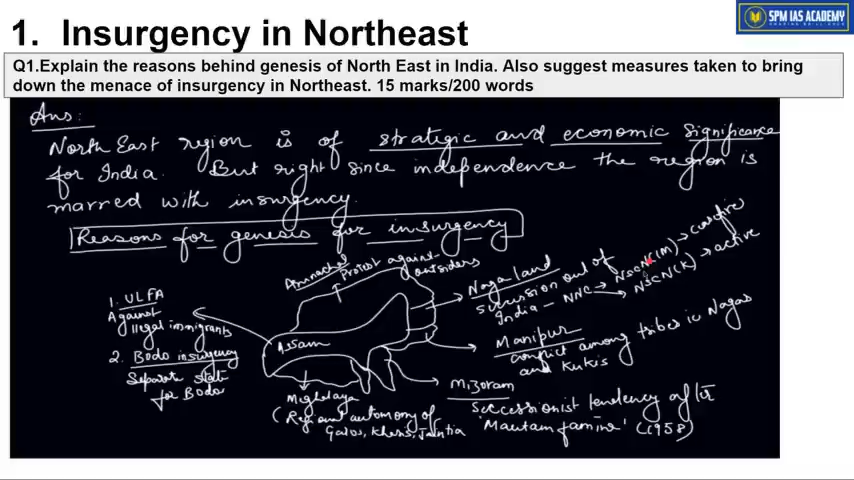 1. Insurgency in Northeast
SPM IAS ACADEMY
Q1.Explain the reasons behind genesis of North East in India. Also suggest measures taken to bring
down the menace of insurgency in Northeast. 15 marks/200 words
Ans:
North East region is of strategic and economic significance
for India. But right since independence the region is
marred with insurgency.
Reasons for genesis for insurgency
Arunachal
Protest against
outsiders
Nagaland
Sucussion out of
India - NNC → NSCN(M) → ceasefire
→ NSCN(K) → active
1. ULFA
Against
Illegal immigrants
2. Bodo insurgency
Separate state
for Bodo
Assam
Manipur
Conflict among tribes ie Nagas
and Kukis
Mizoram
Successionist tendency after
'Mautam famine' (1958)
Meghalaya
(Regional autonomy of
Garos, Khasis, Jaintia